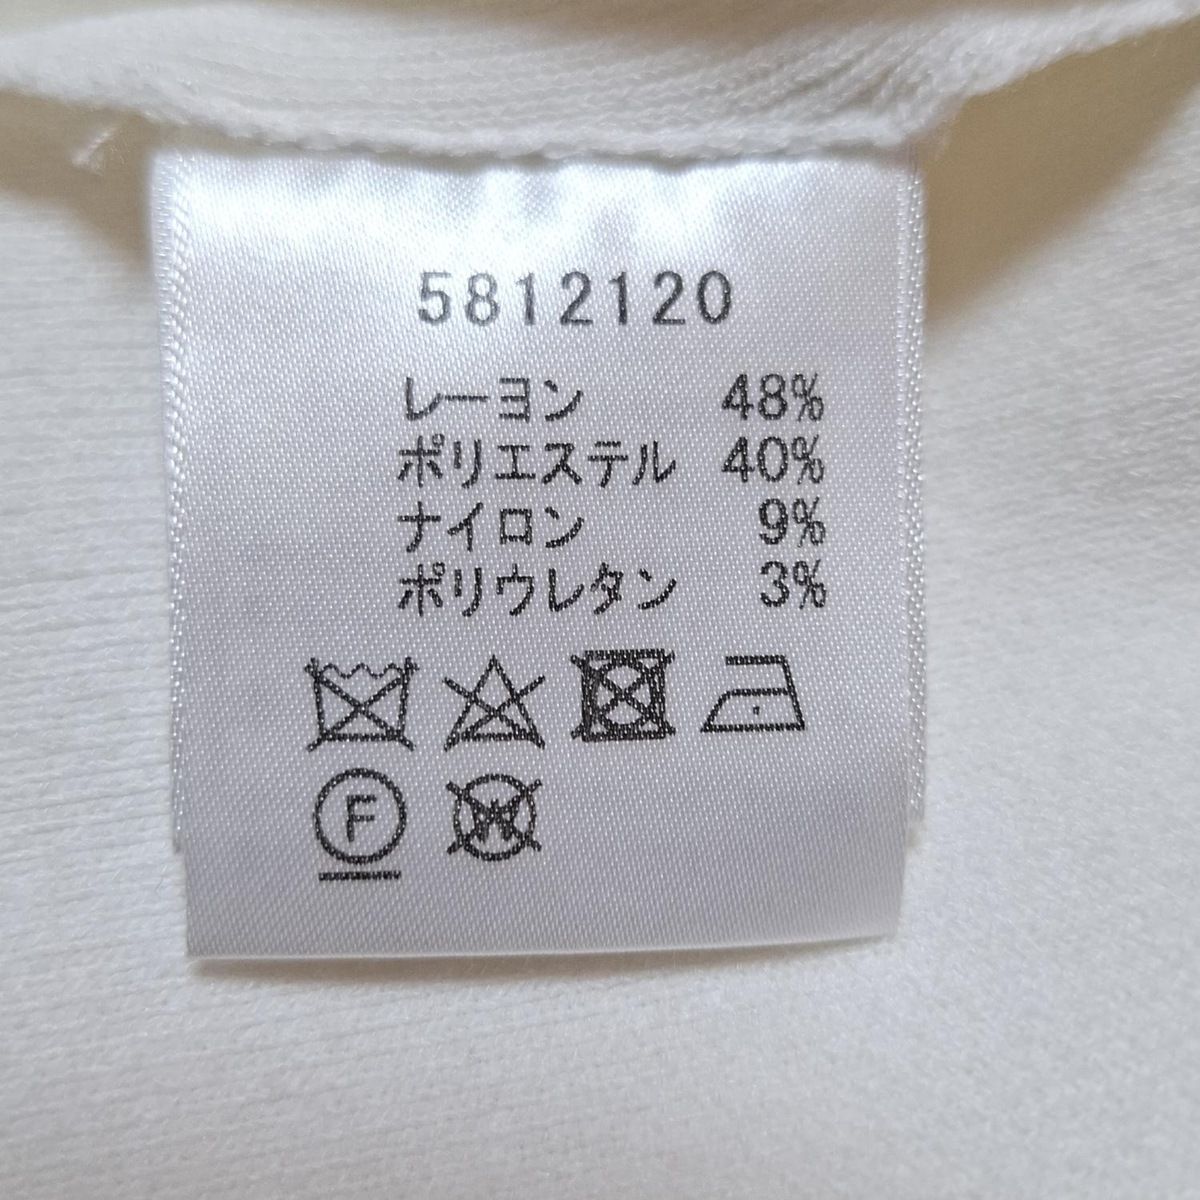 5812120
レーヨン 48%
ポリエステル 40%
ナイロン 9%
ポリウレタン 3%
F
W